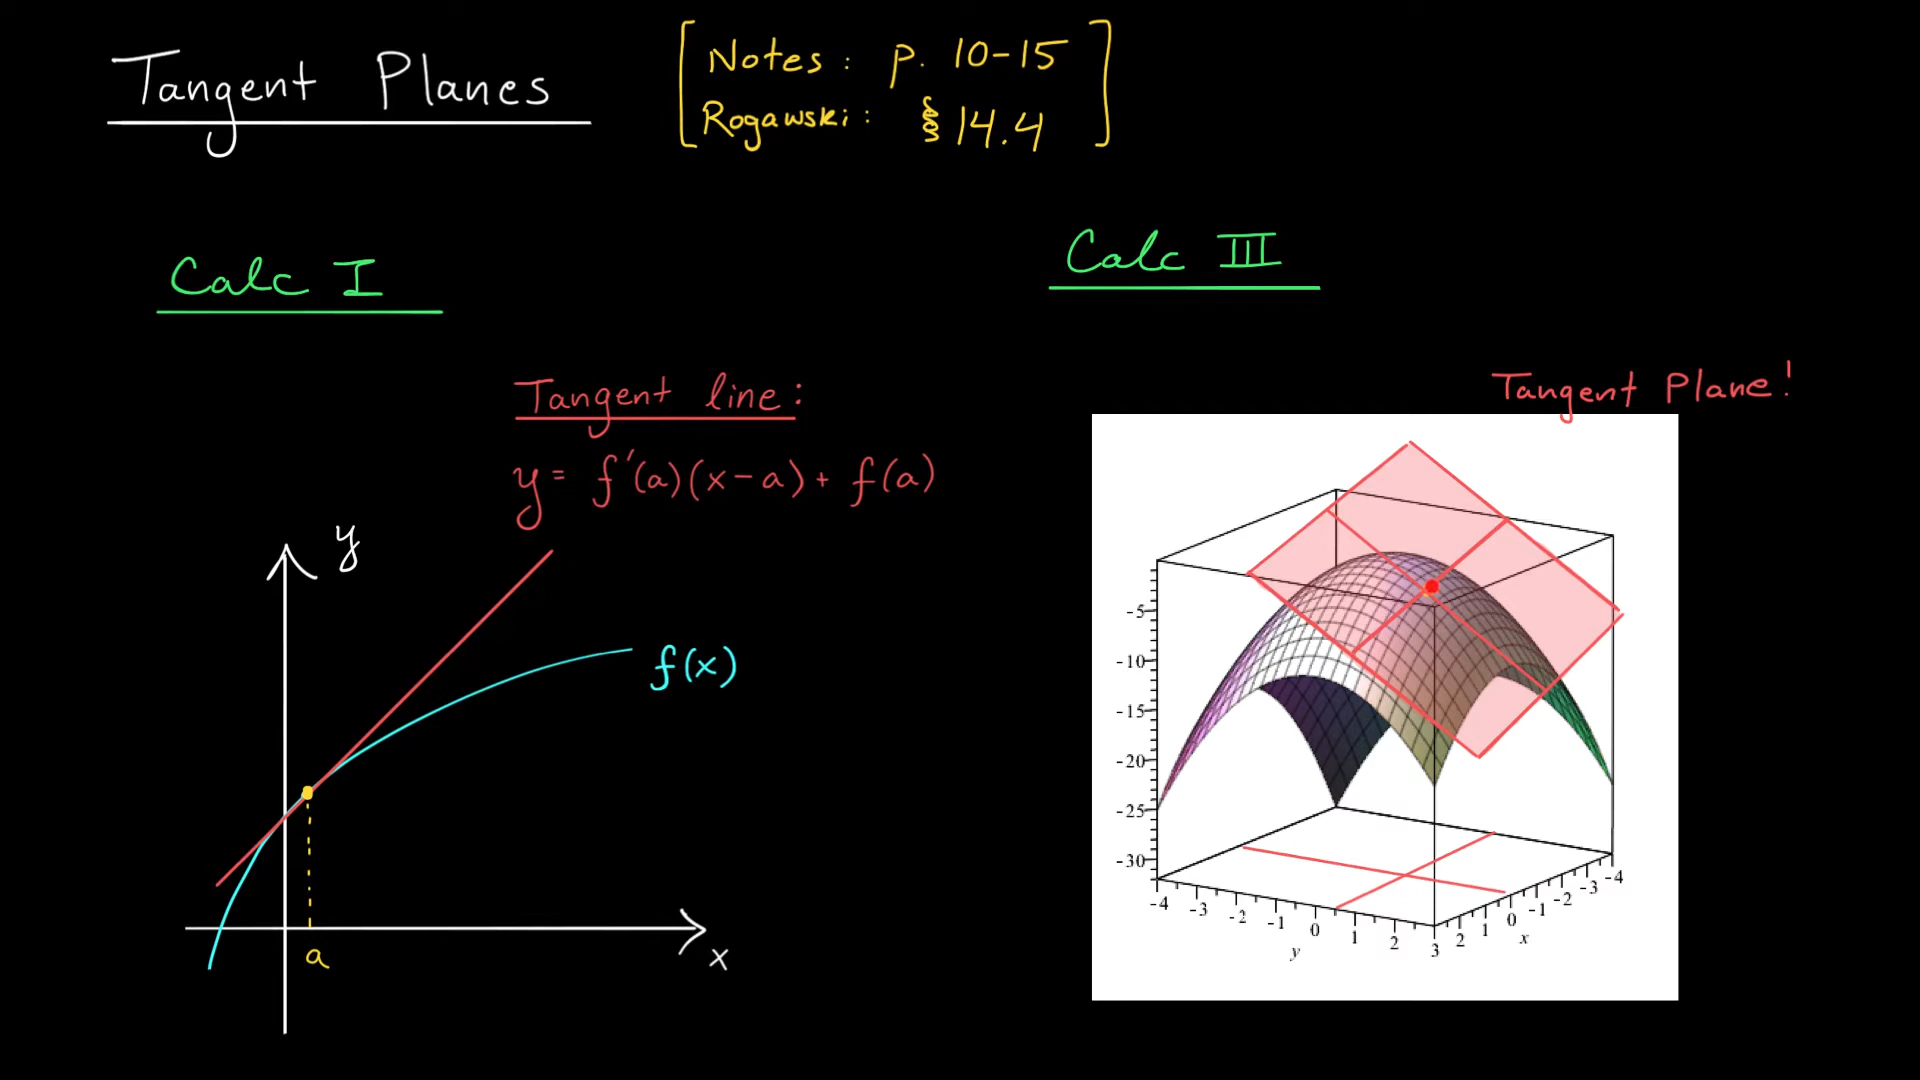 Tangent Planes
[Notes: p. 10-15
Rogawski: § 14.4]
Calc I
Calc III
Tangent line:
y = f'(a)(x-a) + f(a)
y
f(x)
a
x
Tangent Plane!
-5
-10
-15
-20
-25
-30
-4 -3 -2 -1 0 1 2 3
y
2 1 0 -1 -2 -3 -4
x